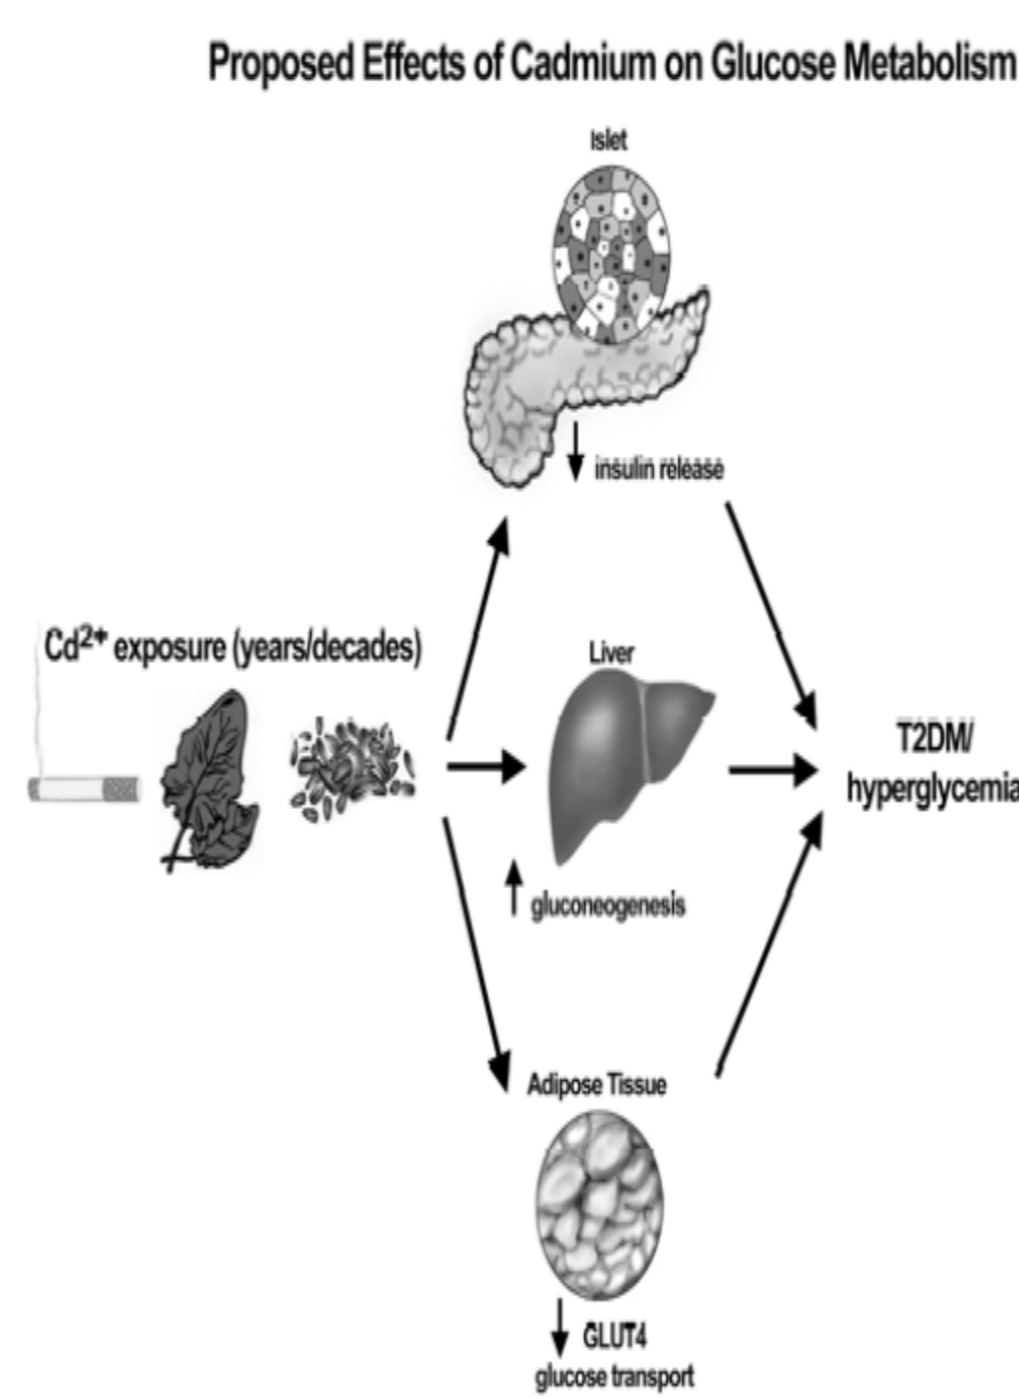 Proposed Effects of Cadmium on Glucose Metabolism
Islet
insulin release
Cd2+ exposure (years/decades)
Liver
T2DM/
hyperglycemia
gluconeogenesis
Adipose Tissue
GLUT4
glucose transport